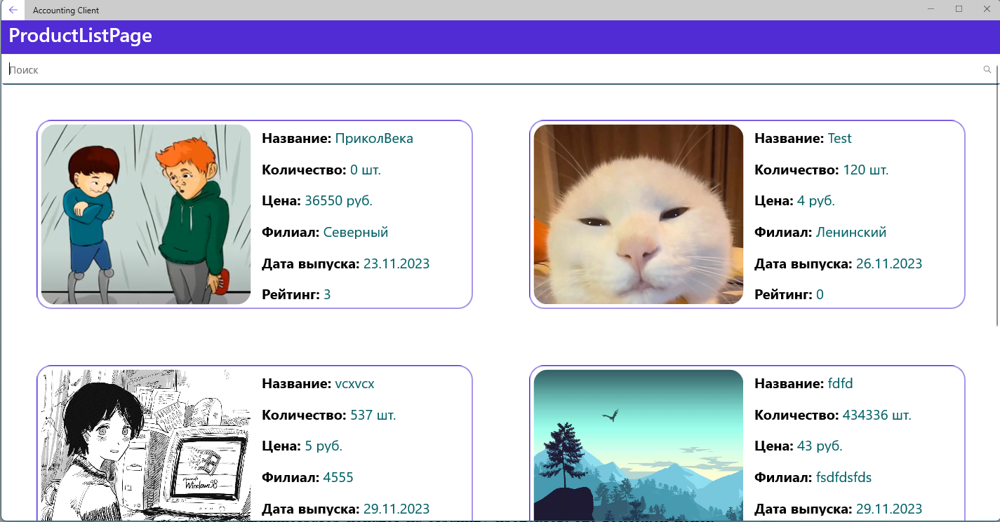 Accounting Client
ProductListPage
Поиск
Название: ПриколВека
Количество: 0 шт.
Цена: 36550 руб.
Филиал: Северный
Дата выпуска: 23.11.2023
Рейтинг: 3
Название: Test
Количество: 120 шт.
Цена: 4 руб.
Филиал: Ленинский
Дата выпуска: 26.11.2023
Рейтинг: 0
Windows98
Название: vcxvcx
Количество: 537 шт.
Цена: 5 руб.
Филиал: 4555
Дата выпуска: 29.11.2023
Название: fdfd
Количество: 434336 шт.
Цена: 43 руб.
Филиал: fsdfdsfds
Дата выпуска: 29.11.2023